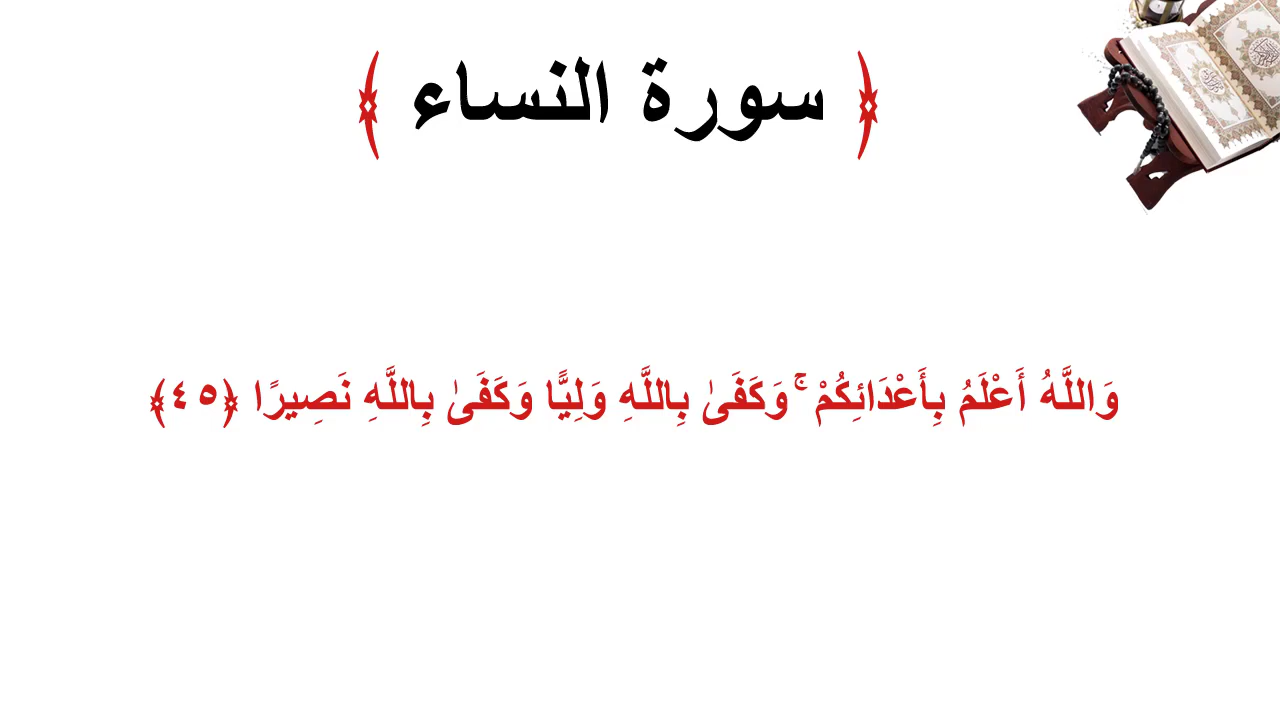 ﴿ سورة النساء ﴾
وَاللَّهُ أَعْلَمُ بِأَعْدَائِكُمْ ۚ وَكَفَىٰ بِاللَّهِ وَلِيًّا وَكَفَىٰ بِاللَّهِ نَصِيرًا ﴿٤٥﴾